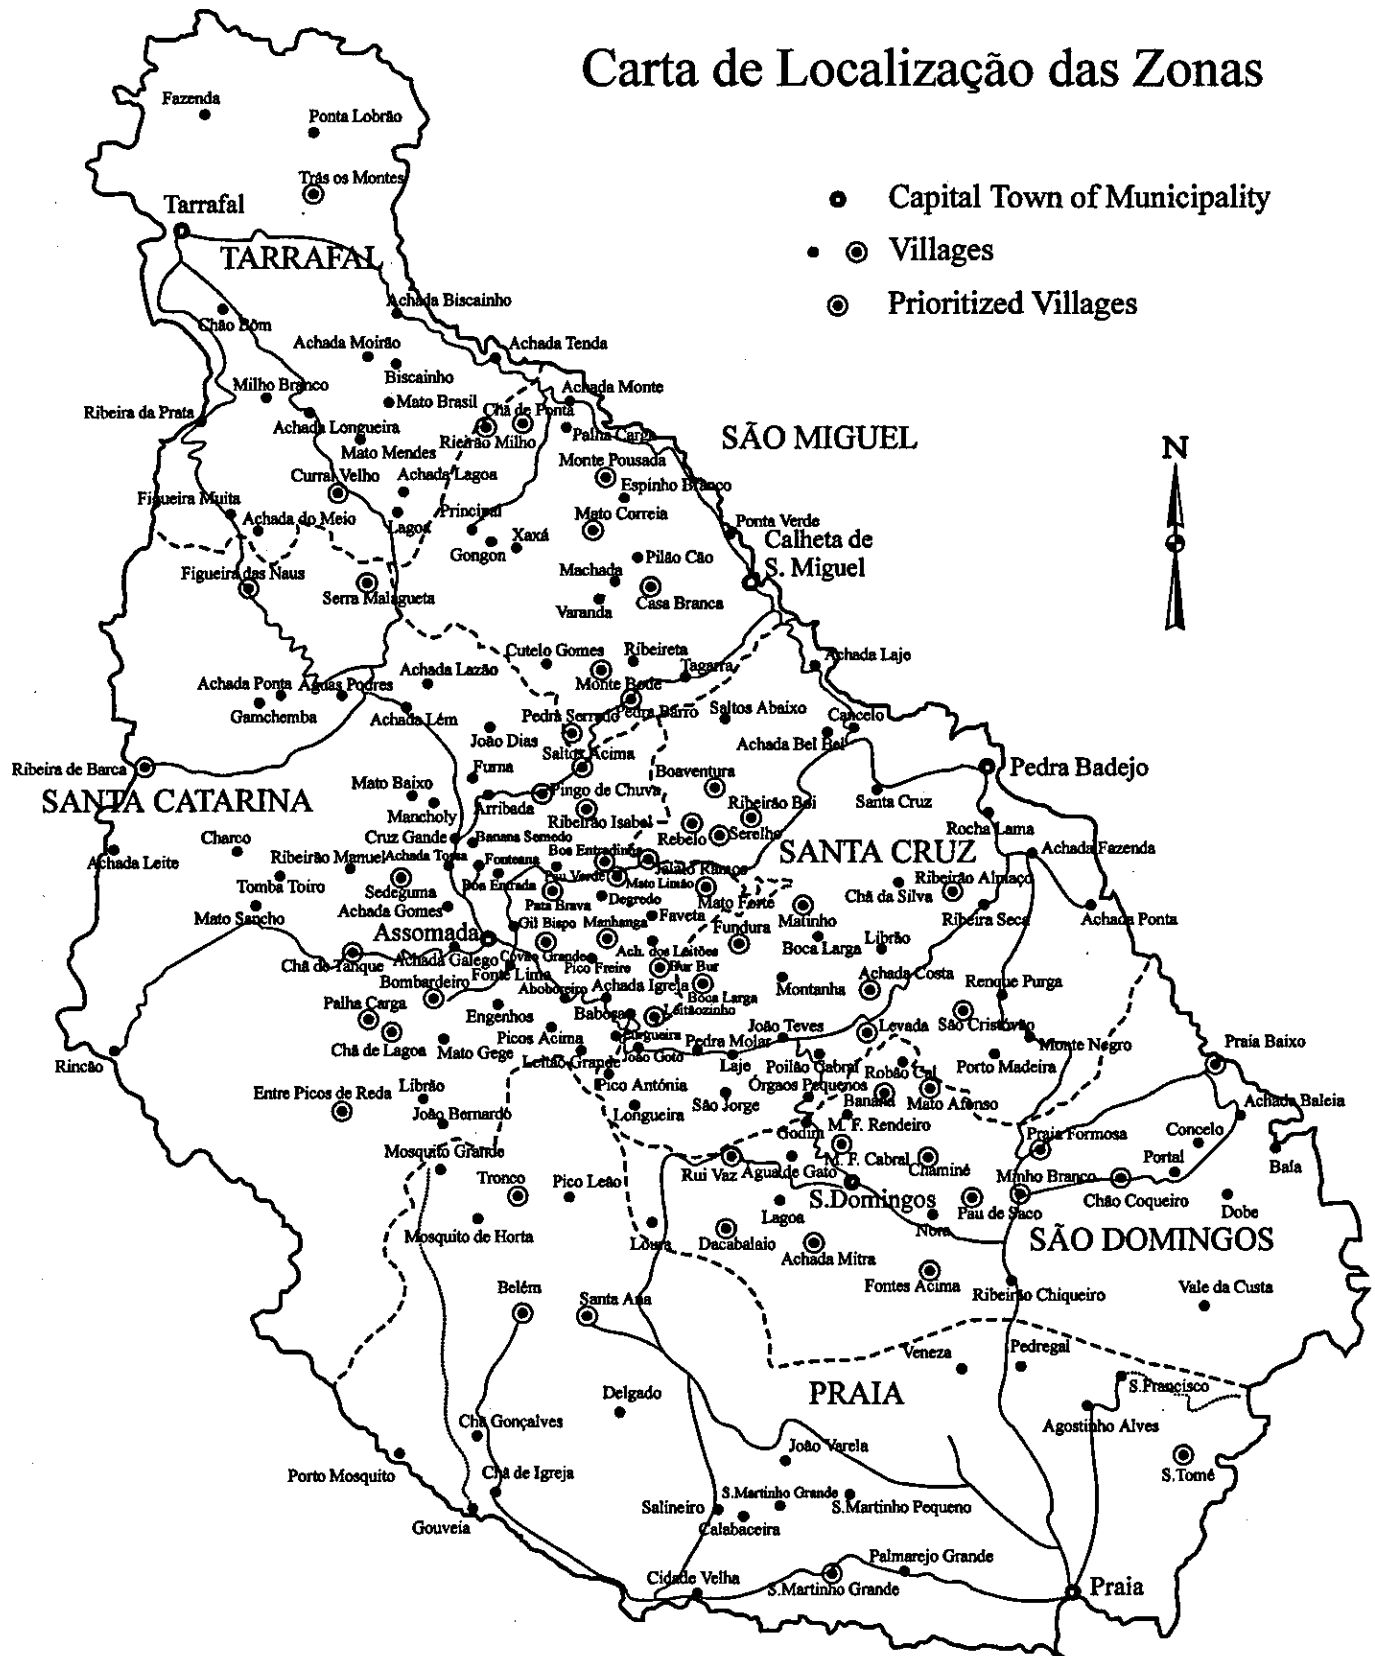 Carta de Localização das Zonas
Fazenda
Ponta Lobrão
Trás os Montes
Capital Town of Municipality
Tarrafal
Villages
TARRAFAL
Prioritized Villages
Achada Biscainho
Chão Bom
Achada Moirão
Achada Tenda
Biscainho
Milho Branco
Achada Monte
Mato Brasil
Chã de Ponta
Ribeira da Prata
Achada Longueira
Palha Carga
Mato Mendes
SÃO MIGUEL
N
Monte Pousada
Curral Velho
Achada Lagoa
Espinho Branco
Figueira Muita
Principal
Mato Correia
Achada do Meio
Lagoa
Ponta Verde
Xaxá
Calheta de
S. Miguel
Gongon
Pilão Cão
Figueira das Naus
Machada
Serra Malagueta
Casa Branca
Varanda
Cutelo Gomes
Ribeireta
Achada Laje
Achada Lazão
Tagarra
Achada Ponta
Aguas Podres
Monte Bode
Gamchemba
Achada Lém
Pedra Serrado
Pedra Barro
Saltos Abaixo
Cancelo
João Dias
Achada Bel Bel
Saltos Acima
Ribeira de Barca
Furna
Boaventura
Pedra Badejo
SANTA CATARINA
Mato Baixo
Pingo de Chuva
Mancholy
Arribada
Ribeirão Boi
Santa Cruz
Ribeirão Isabel
Rebelo
Serelho
Rocha Lama
Charco
Cruz Gande
Banana Semedo
Achada Leite
Ribeirão Manuel
Achada Tossa
Fonteana
Boa Entradinha
SANTA CRUZ
Achada Fazenda
Jalalo Ramos
Tomba Toiro
Sedeguma
Boa Entrada
Pau Verde
Mato Limão
Chã da Silva
Ribeirão Almaço
Mato Sancho
Achada Gomes
Pata Brava
Degredo
Mato Forte
Matinho
Ribeira Seca
Achada Ponta
Assomada
Gil Bispo
Manhanga
Faveta
Fundura
Boca Larga
Librão
Chã de Tanque
Achada Galego
Covão Grande
Ach. dos Leitões
Fonte Lima
Pico Freire
Bur Bur
Bombardeiro
Aboboreiro
Achada Igreja
Boca Larga
Montanha
Achada Costa
Renque Purga
Palha Carga
Engenhos
Babosa
Leitãozinho
João Teves
Levada
São Cristovão
Chã de Lagoa
Mato Gege
Picos Acima
João Goto
Pedra Molar
Monte Negro
Praia Baixo
Rincão
Leitão Grande
Laje
Poilão Cabral
Robão Cal
Porto Madeira
Entre Picos de Reda
Librão
Pico Antónia
Órgaos Pequenos
João Bernardo
Longueira
São Jorge
Banana
Mato Afonso
Achada Baleia
Godim
M. F. Rendeiro
Praia Formosa
Concelo
Mosquito Grande
M. F. Cabral
Chaminé
Portal
Baía
Tronco
Pico Leão
Rui Vaz
Agua de Gato
Minho Branco
Chão Coqueiro
S.Domingos
Pau de Saco
Dobe
Mosquito de Horta
Loura
Lagoa
Nora
Dacabalaio
Achada Mitra
SÃO DOMINGOS
Fontes Acima
Belém
Santa Ana
Ribeirão Chiqueiro
Vale da Custa
Veneza
Pedregal
PRAIA
S.Francisco
Delgado
Chã Gonçalves
Agostinho Alves
João Varela
Porto Mosquito
Chã de Igreja
S.Tomé
S.Martinho Grande
Salineiro
S.Martinho Pequeno
Gouveia
Calabaceira
Palmarejo Grande
Cidade Velha
S.Martinho Grande
Praia